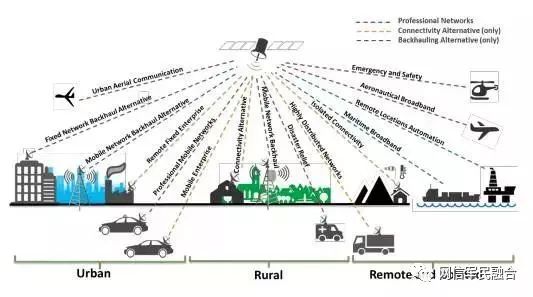 Professional Networks
Connectivity Alternative (only)
Backhauling Alternative (only)
Urban Aerial Communication
Fixed Network Backhaul Alternative
Mobile Network Backhaul Alternative
Remote Fixed Enterprise
Professional Mobile Networks
Mobile Enterprise
Connectivity Alternative
Mobile Network Backhaul
Disaster Relief
Highly Distributed Networks
Isolated Connectivity
Maritime Broadband
Remote Locations Automation
Aeronautical Broadband
Emergency and Safety
Urban
Rural
Remote and
网信军民融合